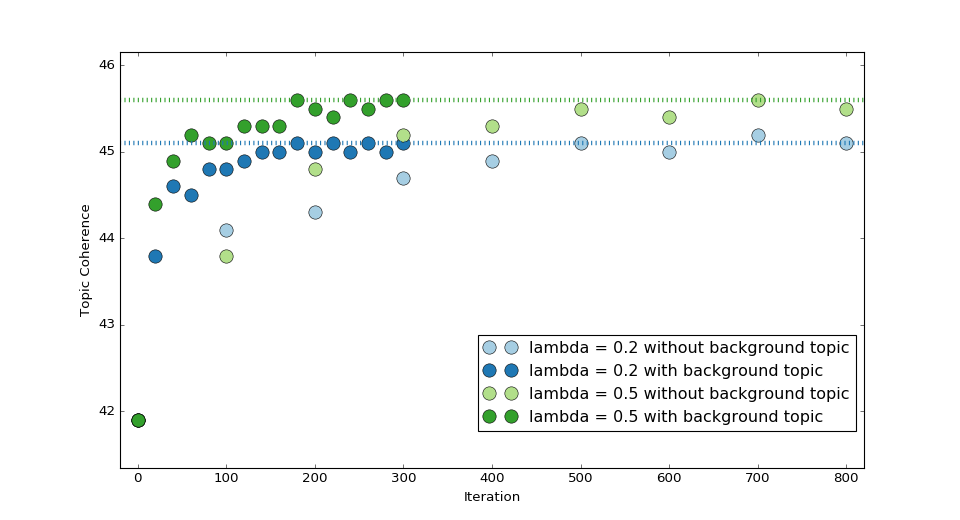 46
45
44
43
42
Topic Coherence
lambda = 0.2 without background topic
lambda = 0.2 with background topic
lambda = 0.5 without background topic
lambda = 0.5 with background topic
0 100 200 300 400 500 600 700 800
Iteration